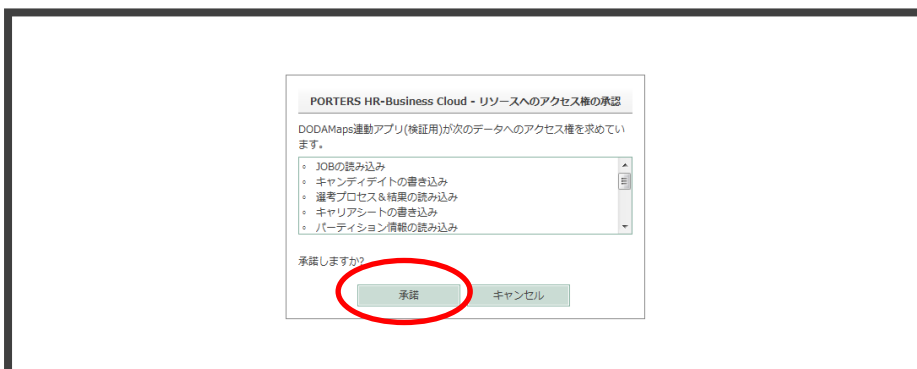 PORTERS HR-Business Cloud - リソースへのアクセス権の承認
DODAMaps連動アプリ(検証用)が次のデータへのアクセス権を求めてい
ます。
◦ JOBの読み込み
◦ キャンディデイトの書き込み
◦ 選考プロセス&結果の読み込み
◦ キャリアシートの書き込み
◦ パーティション情報の読み込み
承諾しますか?
承諾 キャンセル